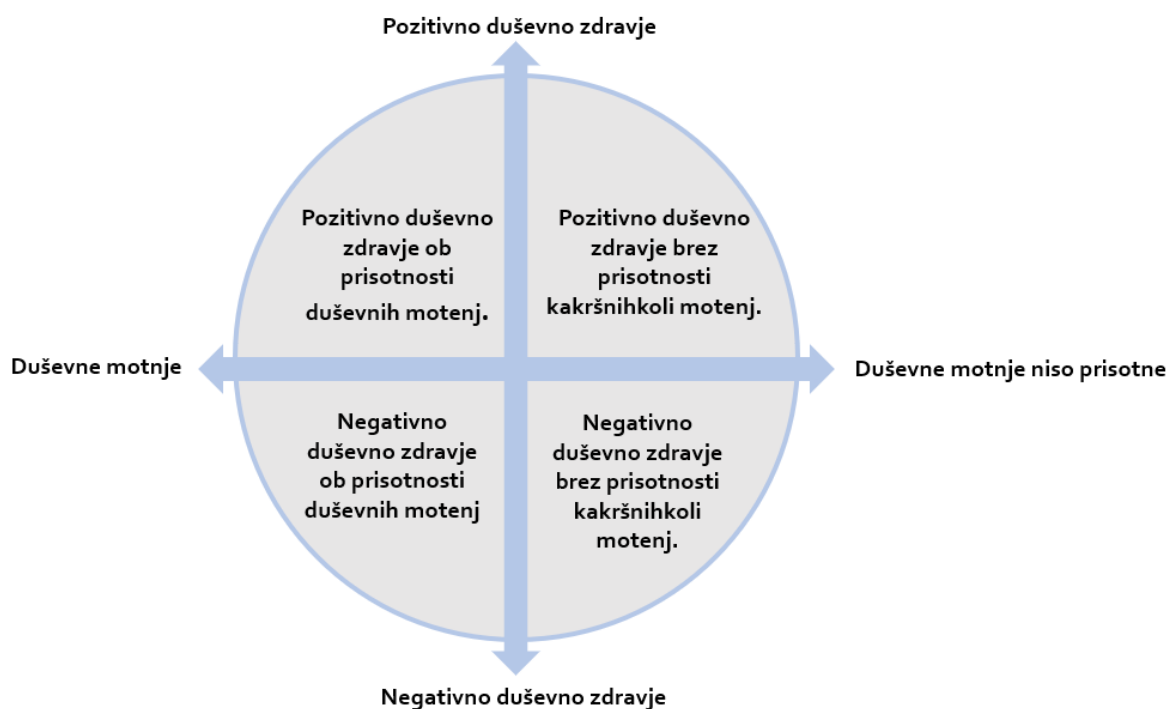 Pozitivno duševno zdravje
Pozitivno duševno
zdravje ob
prisotnosti
duševnih motenj.
Pozitivno duševno
zdravje brez
prisotnosti
kakršnihkoli motenj.
Duševne motnje
Duševne motnje niso prisotne
Negativno
duševno zdravje
ob prisotnosti
duševnih motenj
Negativno
duševno zdravje
brez prisotnosti
kakršnihkoli
motenj.
Negativno duševno zdravje